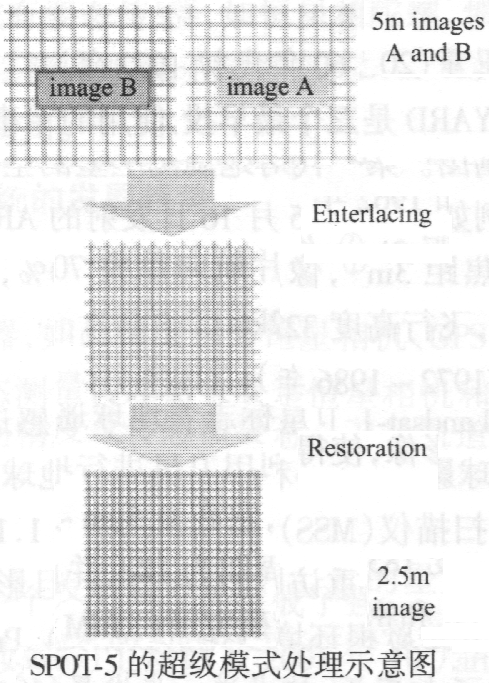 5m images
A and B
image B
image A
Enterlacing
Restoration
2.5m
image
SPOT-5 的超级模式处理示意图